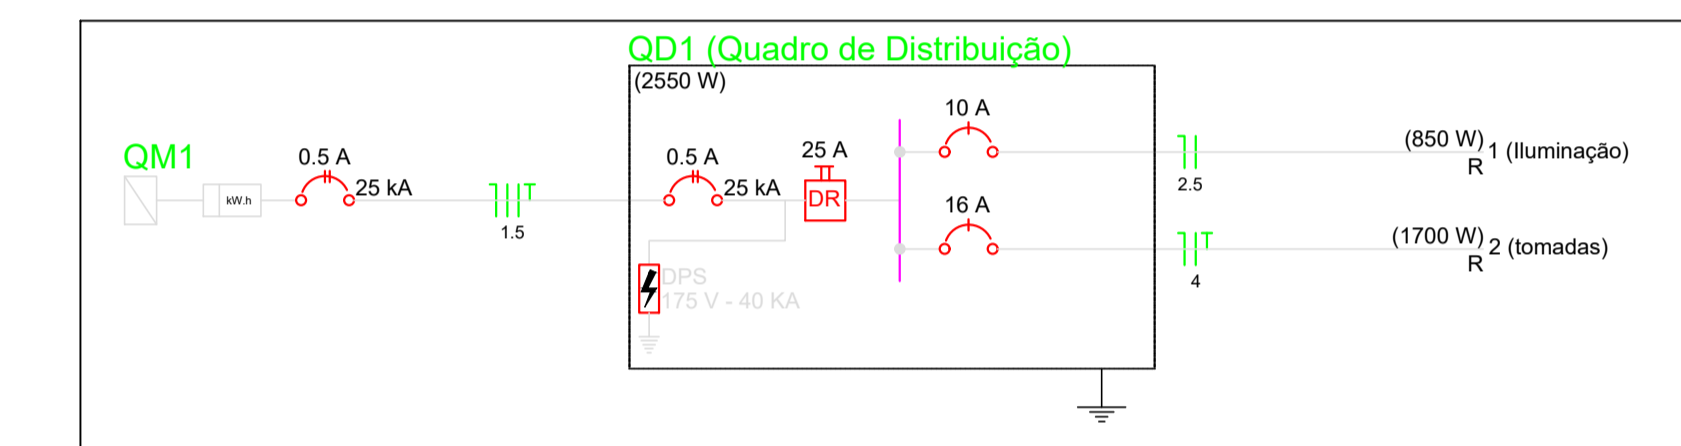 QD1 (Quadro de Distribuição)
(2550 W)
QM1
kW.h
0.5 A
25 kA
1.5
0.5 A
25 kA
25 A
DR
DPS
175 V - 40 KA
10 A
16 A
2.5
(850 W)
R
1 (Iluminação)
4
(1700 W)
R
2 (tomadas)